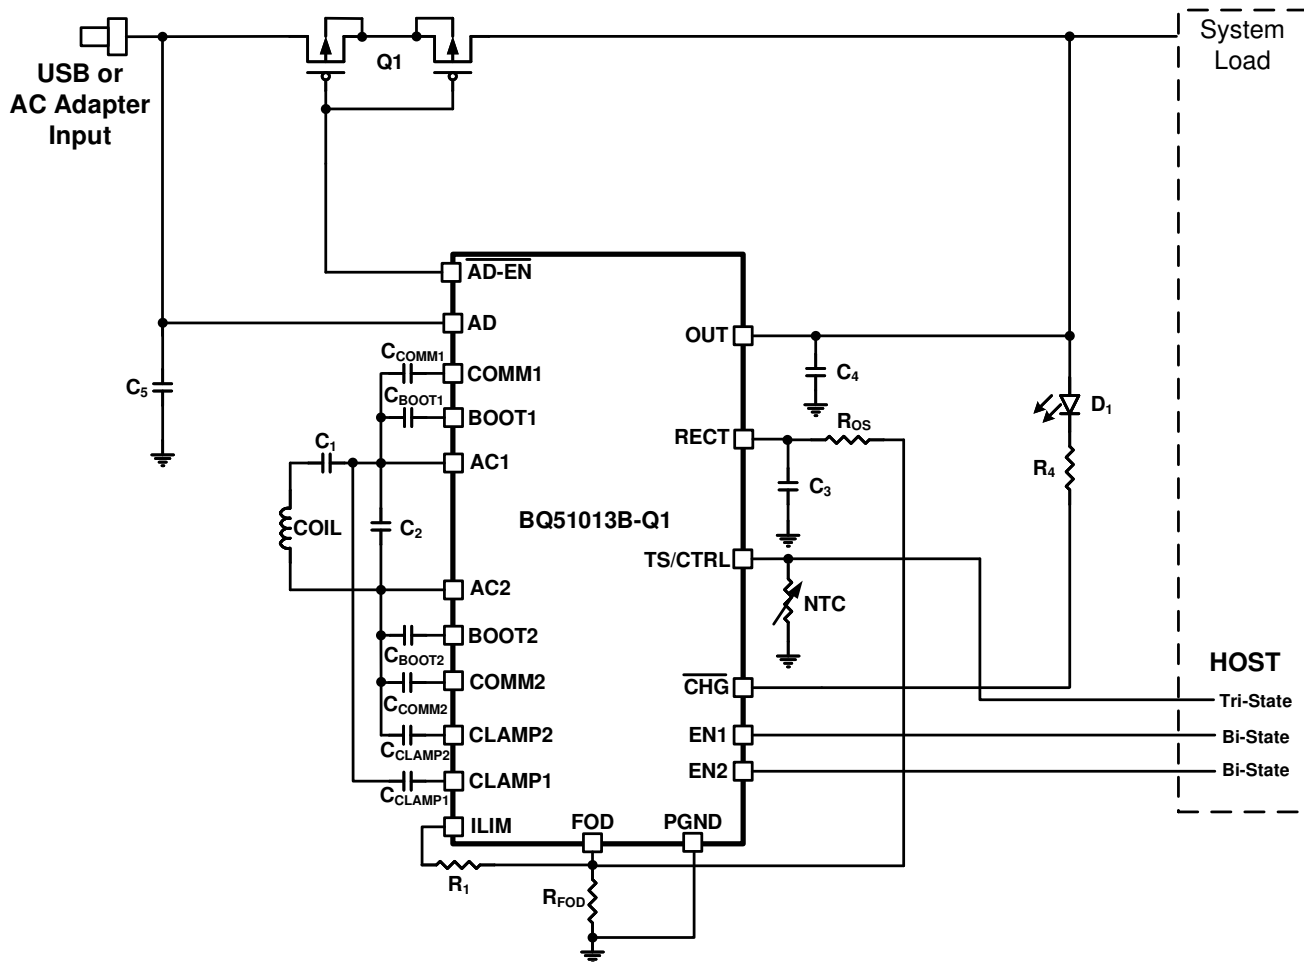 System
Load
Q1
USB or
AC Adapter
Input
AD-EN
AD
OUT
CCOMM1
COMM1
C4
C5
CBOOT1
BOOT1
D1
ROS
RECT
C1
AC1
R4
C3
BQ51013B-Q1
COIL
C2
TS/CTRL
AC2
NTC
BOOT2
CBOOT2
HOST
COMM2
CHG
CCOMM2
Tri-State
CLAMP2
EN1
Bi-State
CCLAMP2
EN2
Bi-State
CLAMP1
CCLAMP1
ILIM
FOD
PGND
R1
RFOD